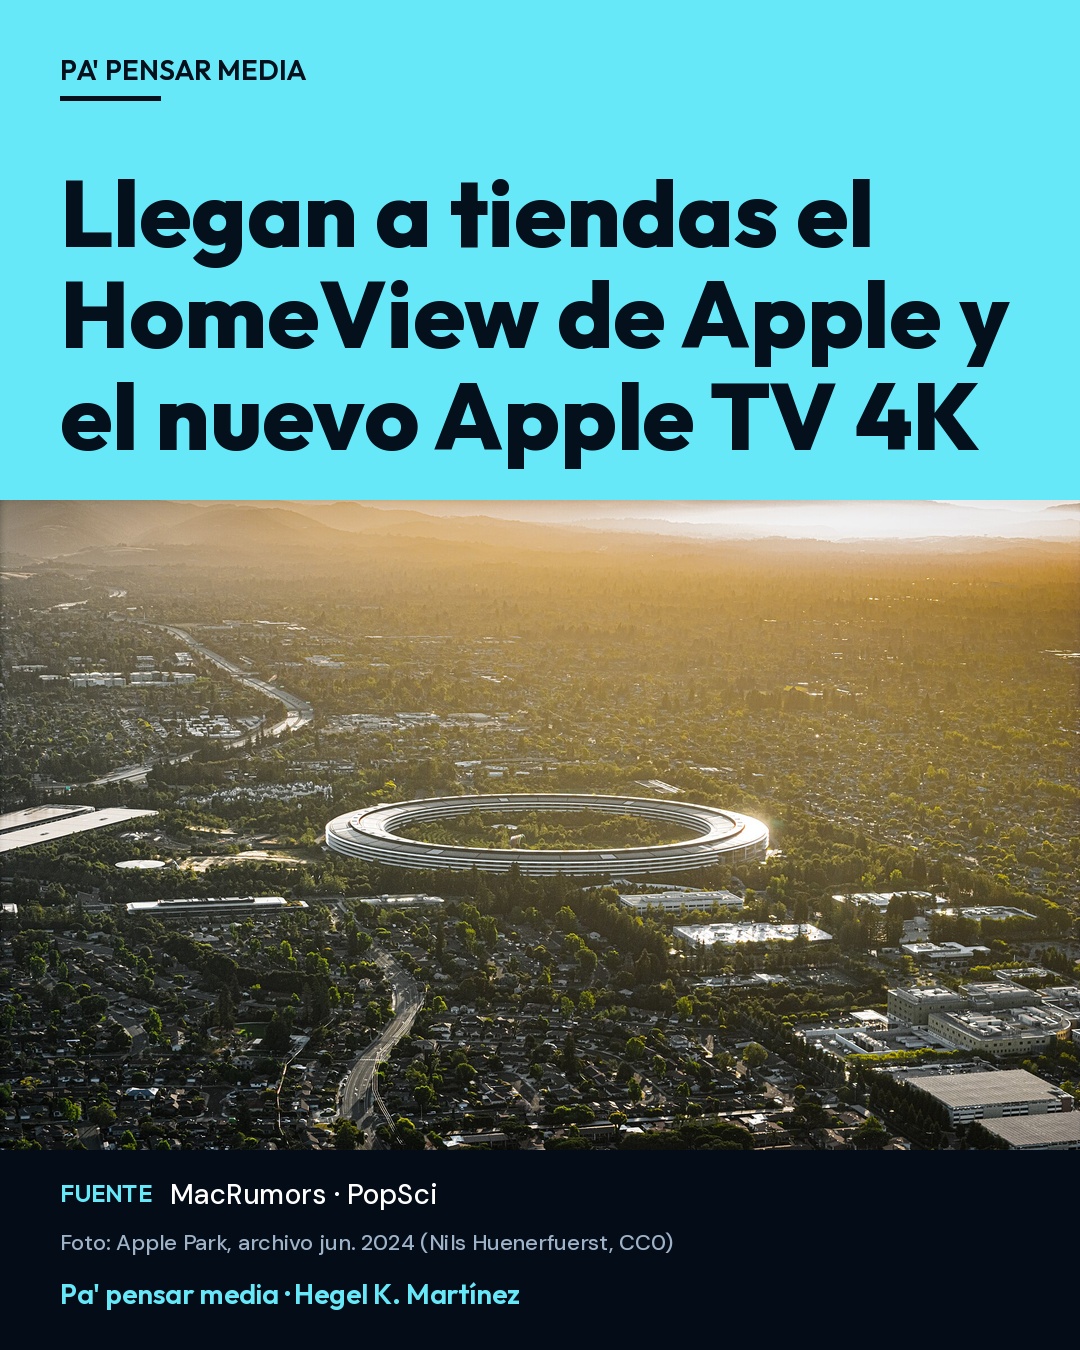 PA' PENSAR MEDIA
Llegan a tiendas el
HomeView de Apple y
el nuevo Apple TV 4K
FUENTE MacRumors · PopSci
Foto: Apple Park, archivo jun. 2024 (Nils Huenerfuerst, CC0)
Pa' pensar media · Hegel K. Martínez